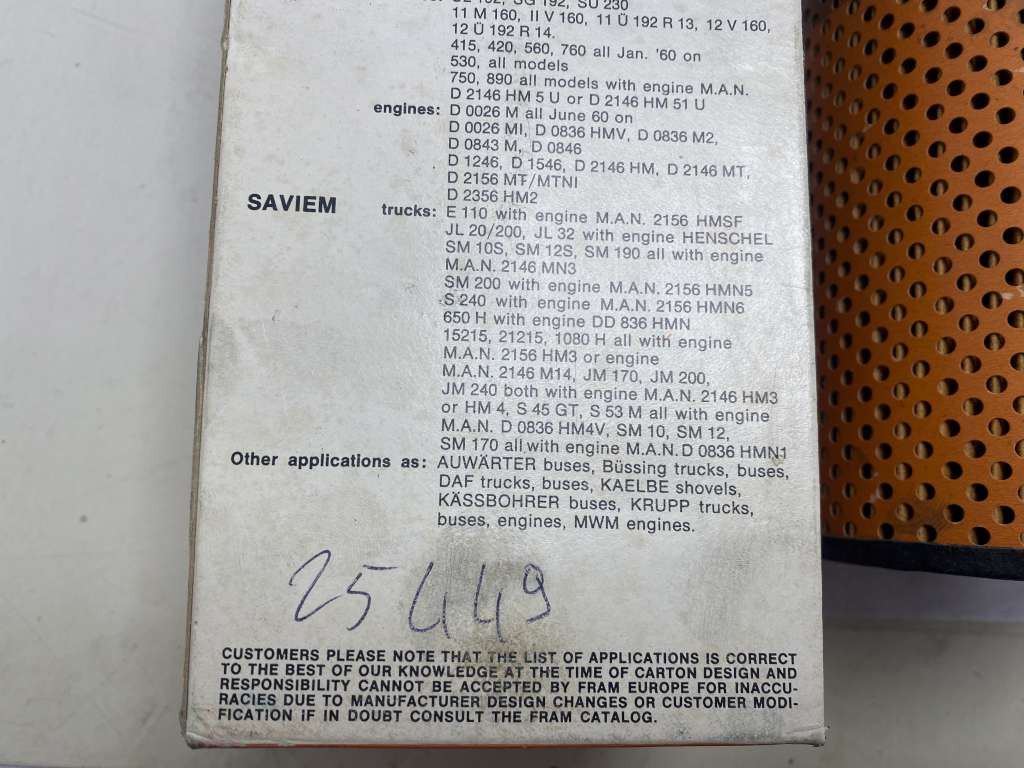 SG 192, SU 230
11 M 160, II V 160, 11 Ü 192 R 13, 12 V 160,
12 Ü 192 R 14.
415, 420, 560, 760 all Jan. '60 on
530, all models
750, 890 all models with engine M.A.N.
D 2146 HM 5 U or D 2146 HM 51 U
engines: D 0026 M all June 60 on
D 0026 MI, D 0836 HMV, D 0836 M2,
D 0843 M, D 0846
D 1246, D 1546, D 2146 HM, D 2146 MT,
D 2156 MT/MTNI
D 2356 HM2
SAVIEM trucks: E 110 with engine M.A.N. 2156 HMSF
JL 20/200, JL 32 with engine HENSCHEL
SM 10S, SM 12S, SM 190 all with engine
M.A.N. 2146 MN3
SM 200 with engine M.A.N. 2156 HMN5
S 240 with engine M.A.N. 2156 HMN6
650 H with engine DD 836 HMN
15215, 21215, 1080 H all with engine
M.A.N. 2156 HM3 or engine
M.A.N. 2146 M14, JM 170, JM 200,
JM 240 both with engine M.A.N. 2146 HM3
or HM 4, S 45 GT, S 53 M all with engine
M.A.N. D 0836 HM4V, SM 10, SM 12,
SM 170 all with engine M.A.N. D 0836 HMN1
Other applications as: AUWÄRTER buses, Büssing trucks, buses,
DAF trucks, buses, KAELBE shovels,
KÄSSBOHRER buses, KRUPP trucks,
buses, engines, MWM engines.
25449
CUSTOMERS PLEASE NOTE THAT THE LIST OF APPLICATIONS IS CORRECT
TO THE BEST OF OUR KNOWLEDGE AT THE TIME OF CARTON DESIGN AND
RESPONSIBILITY CANNOT BE ACCEPTED BY FRAM EUROPE FOR INACCU-
RACIES DUE TO MANUFACTURER DESIGN CHANGES OR CUSTOMER MODI-
FICATION IF IN DOUBT CONSULT THE FRAM CATALOG.